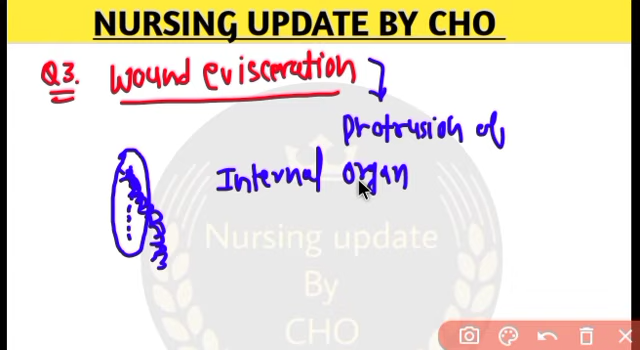 NURSING UPDATE BY CHO
Q3. Wound evisceration
Protrusion of
Internal organ
Nursing update
By
CHO